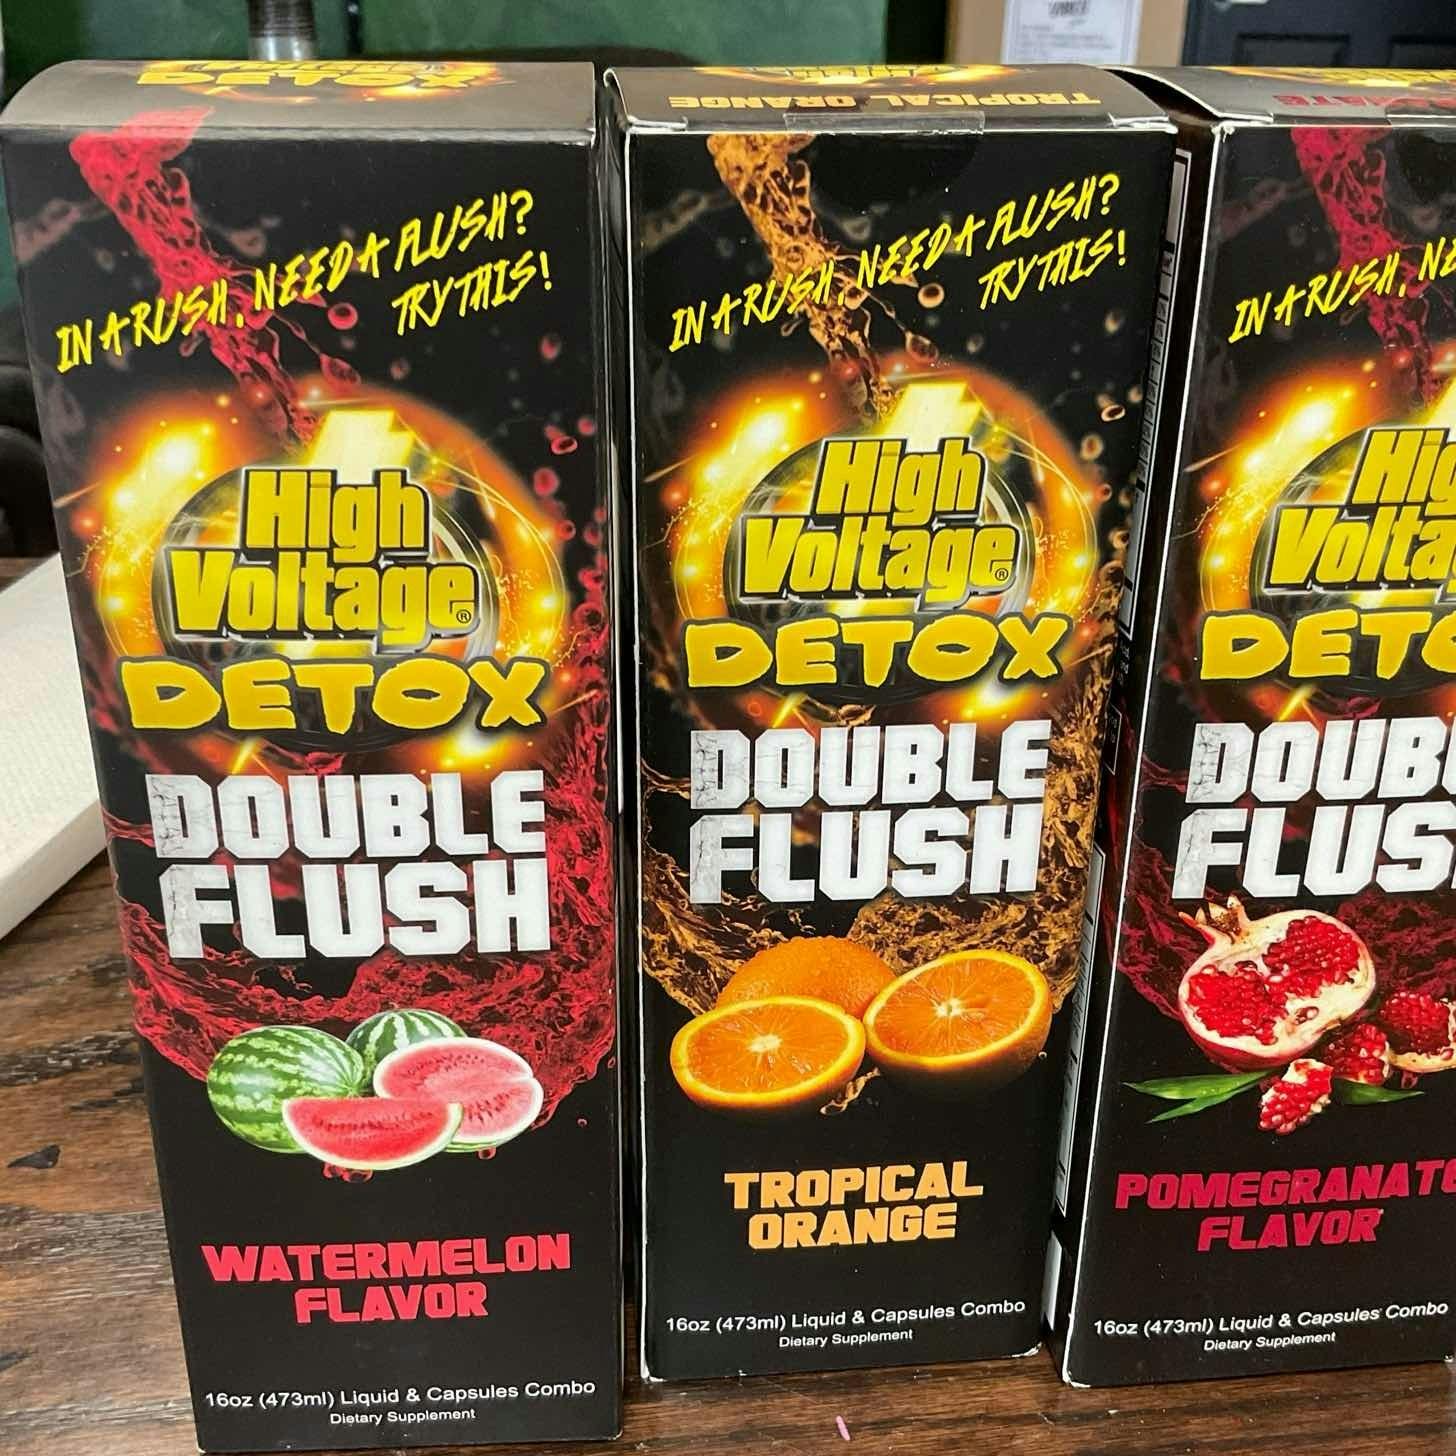 DETOX
IN A RUSH, NEED A FLUSH?
TRY THIS!
High
Voltage®
DETOX
DOUBLE
FLUSH
WATERMELON
FLAVOR
16oz (473ml) Liquid & Capsules Combo
Dietary Supplement
TROPICAL ORANGE
IN A RUSH, NEED A FLUSH?
TRY THIS!
High
Voltage®
DETOX
DOUBLE
FLUSH
TROPICAL
ORANGE
16oz (473ml) Liquid & Capsules Combo
Dietary Supplement
IN A RUSH,
DOUB
FLUS
POMEGRANAT
FLAVOR
16oz (473ml) Liquid & Capsules Combo
Dietary Supplement